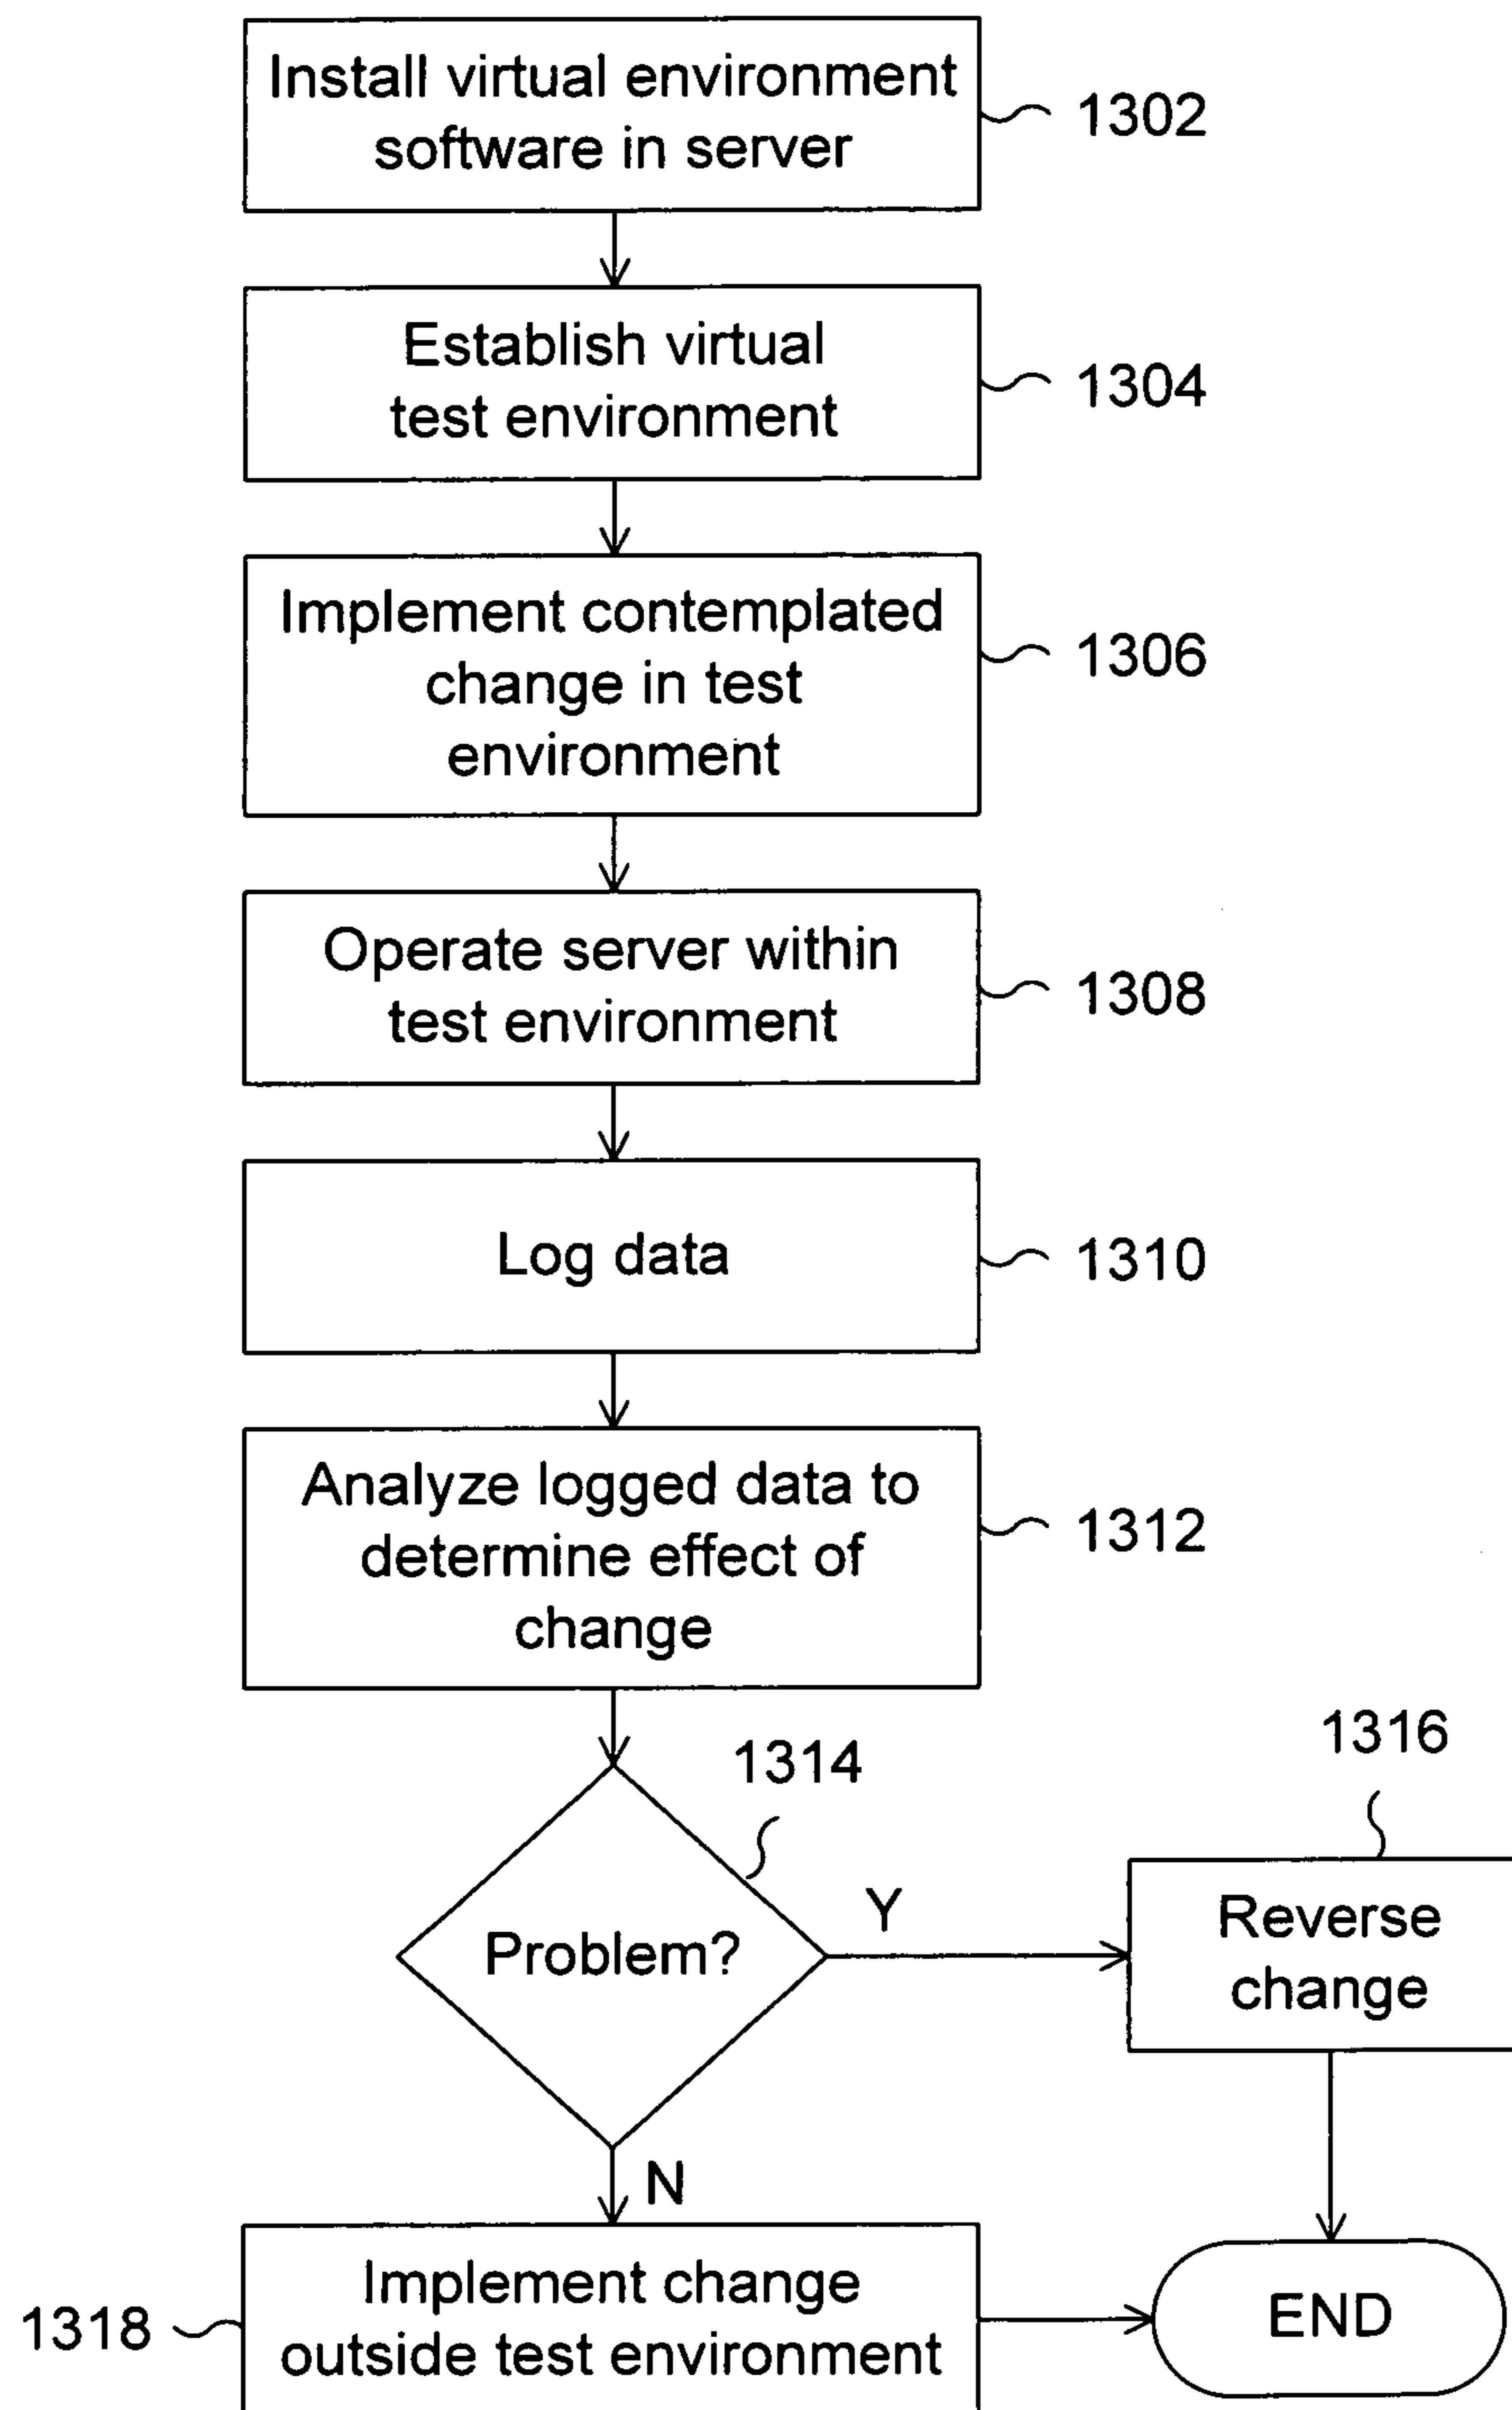 Install virtual environment
software in server
1302
Establish virtual
test environment
1304
Implement contemplated
change in test
environment
1306
Operate server within
test environment
1308
Log data
1310
Analyze logged data to
determine effect of
change
1312
1314
Problem?
Y
N
1316
Reverse
change
Implement change
outside test environment
1318
END